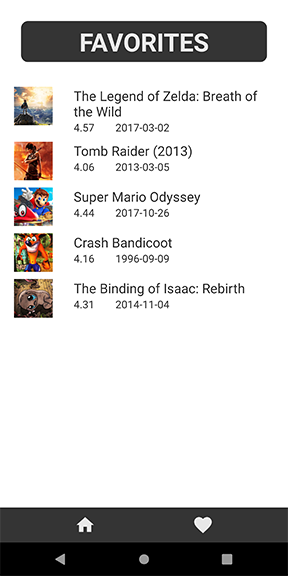 FAVORITES
The Legend of Zelda: Breath of
the Wild
4.57 2017-03-02
Tomb Raider (2013)
4.06 2013-03-05
Super Mario Odyssey
4.44 2017-10-26
Crash Bandicoot
4.16 1996-09-09
The Binding of Isaac: Rebirth
4.31 2014-11-04